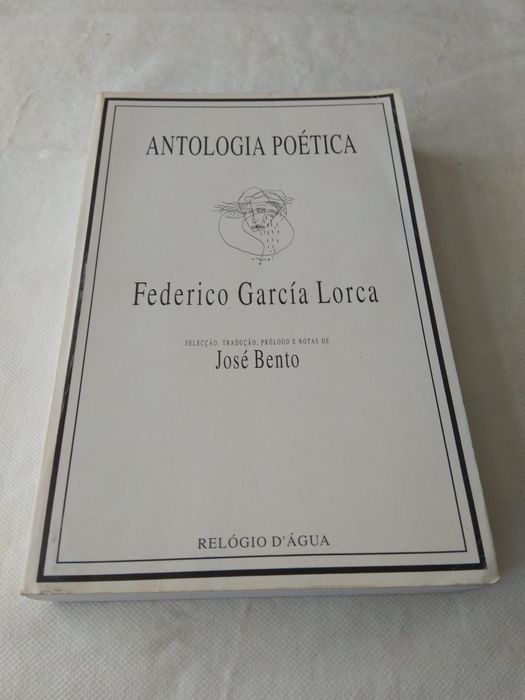 ANTOLOGIA POÉTICA
Federico García Lorca
SELECÇÃO, TRADUÇÃO, PRÓLOGO E NOTAS DE
José Bento
RELÓGIO D'ÁGUA